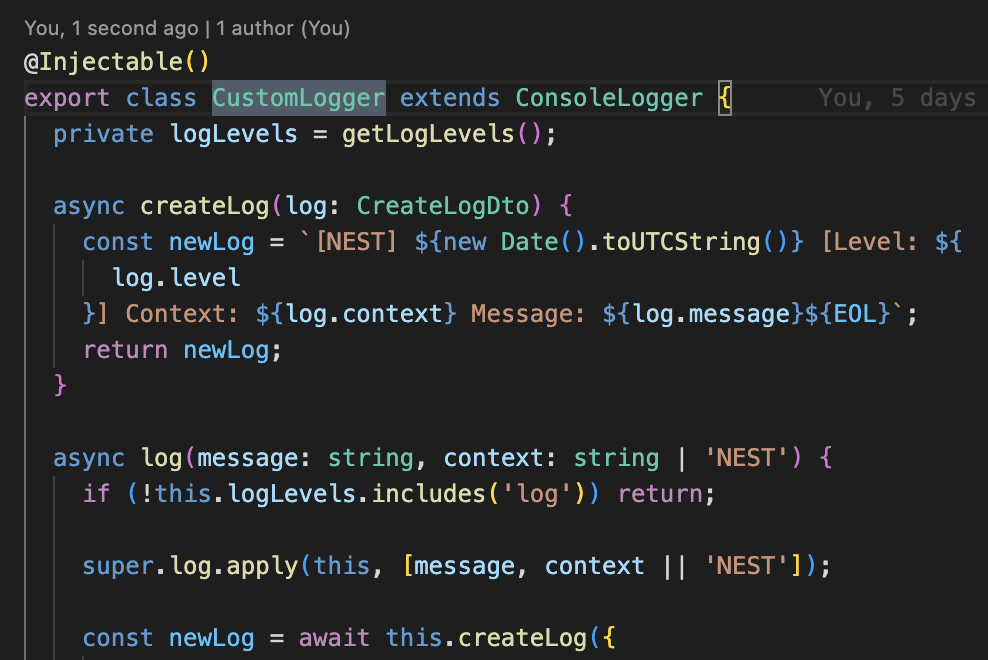 You, 1 second ago | 1 author (You)
@Injectable()
export class CustomLogger extends ConsoleLogger { You, 5 days
private logLevels = getLogLevels();
async createLog(log: CreateLogDto) {
const newLog = `[NEST] ${new Date().toUTCString()} [Level: ${
log.level
}] Context: ${log.context} Message: ${log.message}${EOL}`;
return newLog;
}
async log(message: string, context: string | 'NEST') {
if (!this.logLevels.includes('log')) return;
super.log.apply(this, [message, context || 'NEST']);
const newLog = await this.createLog({